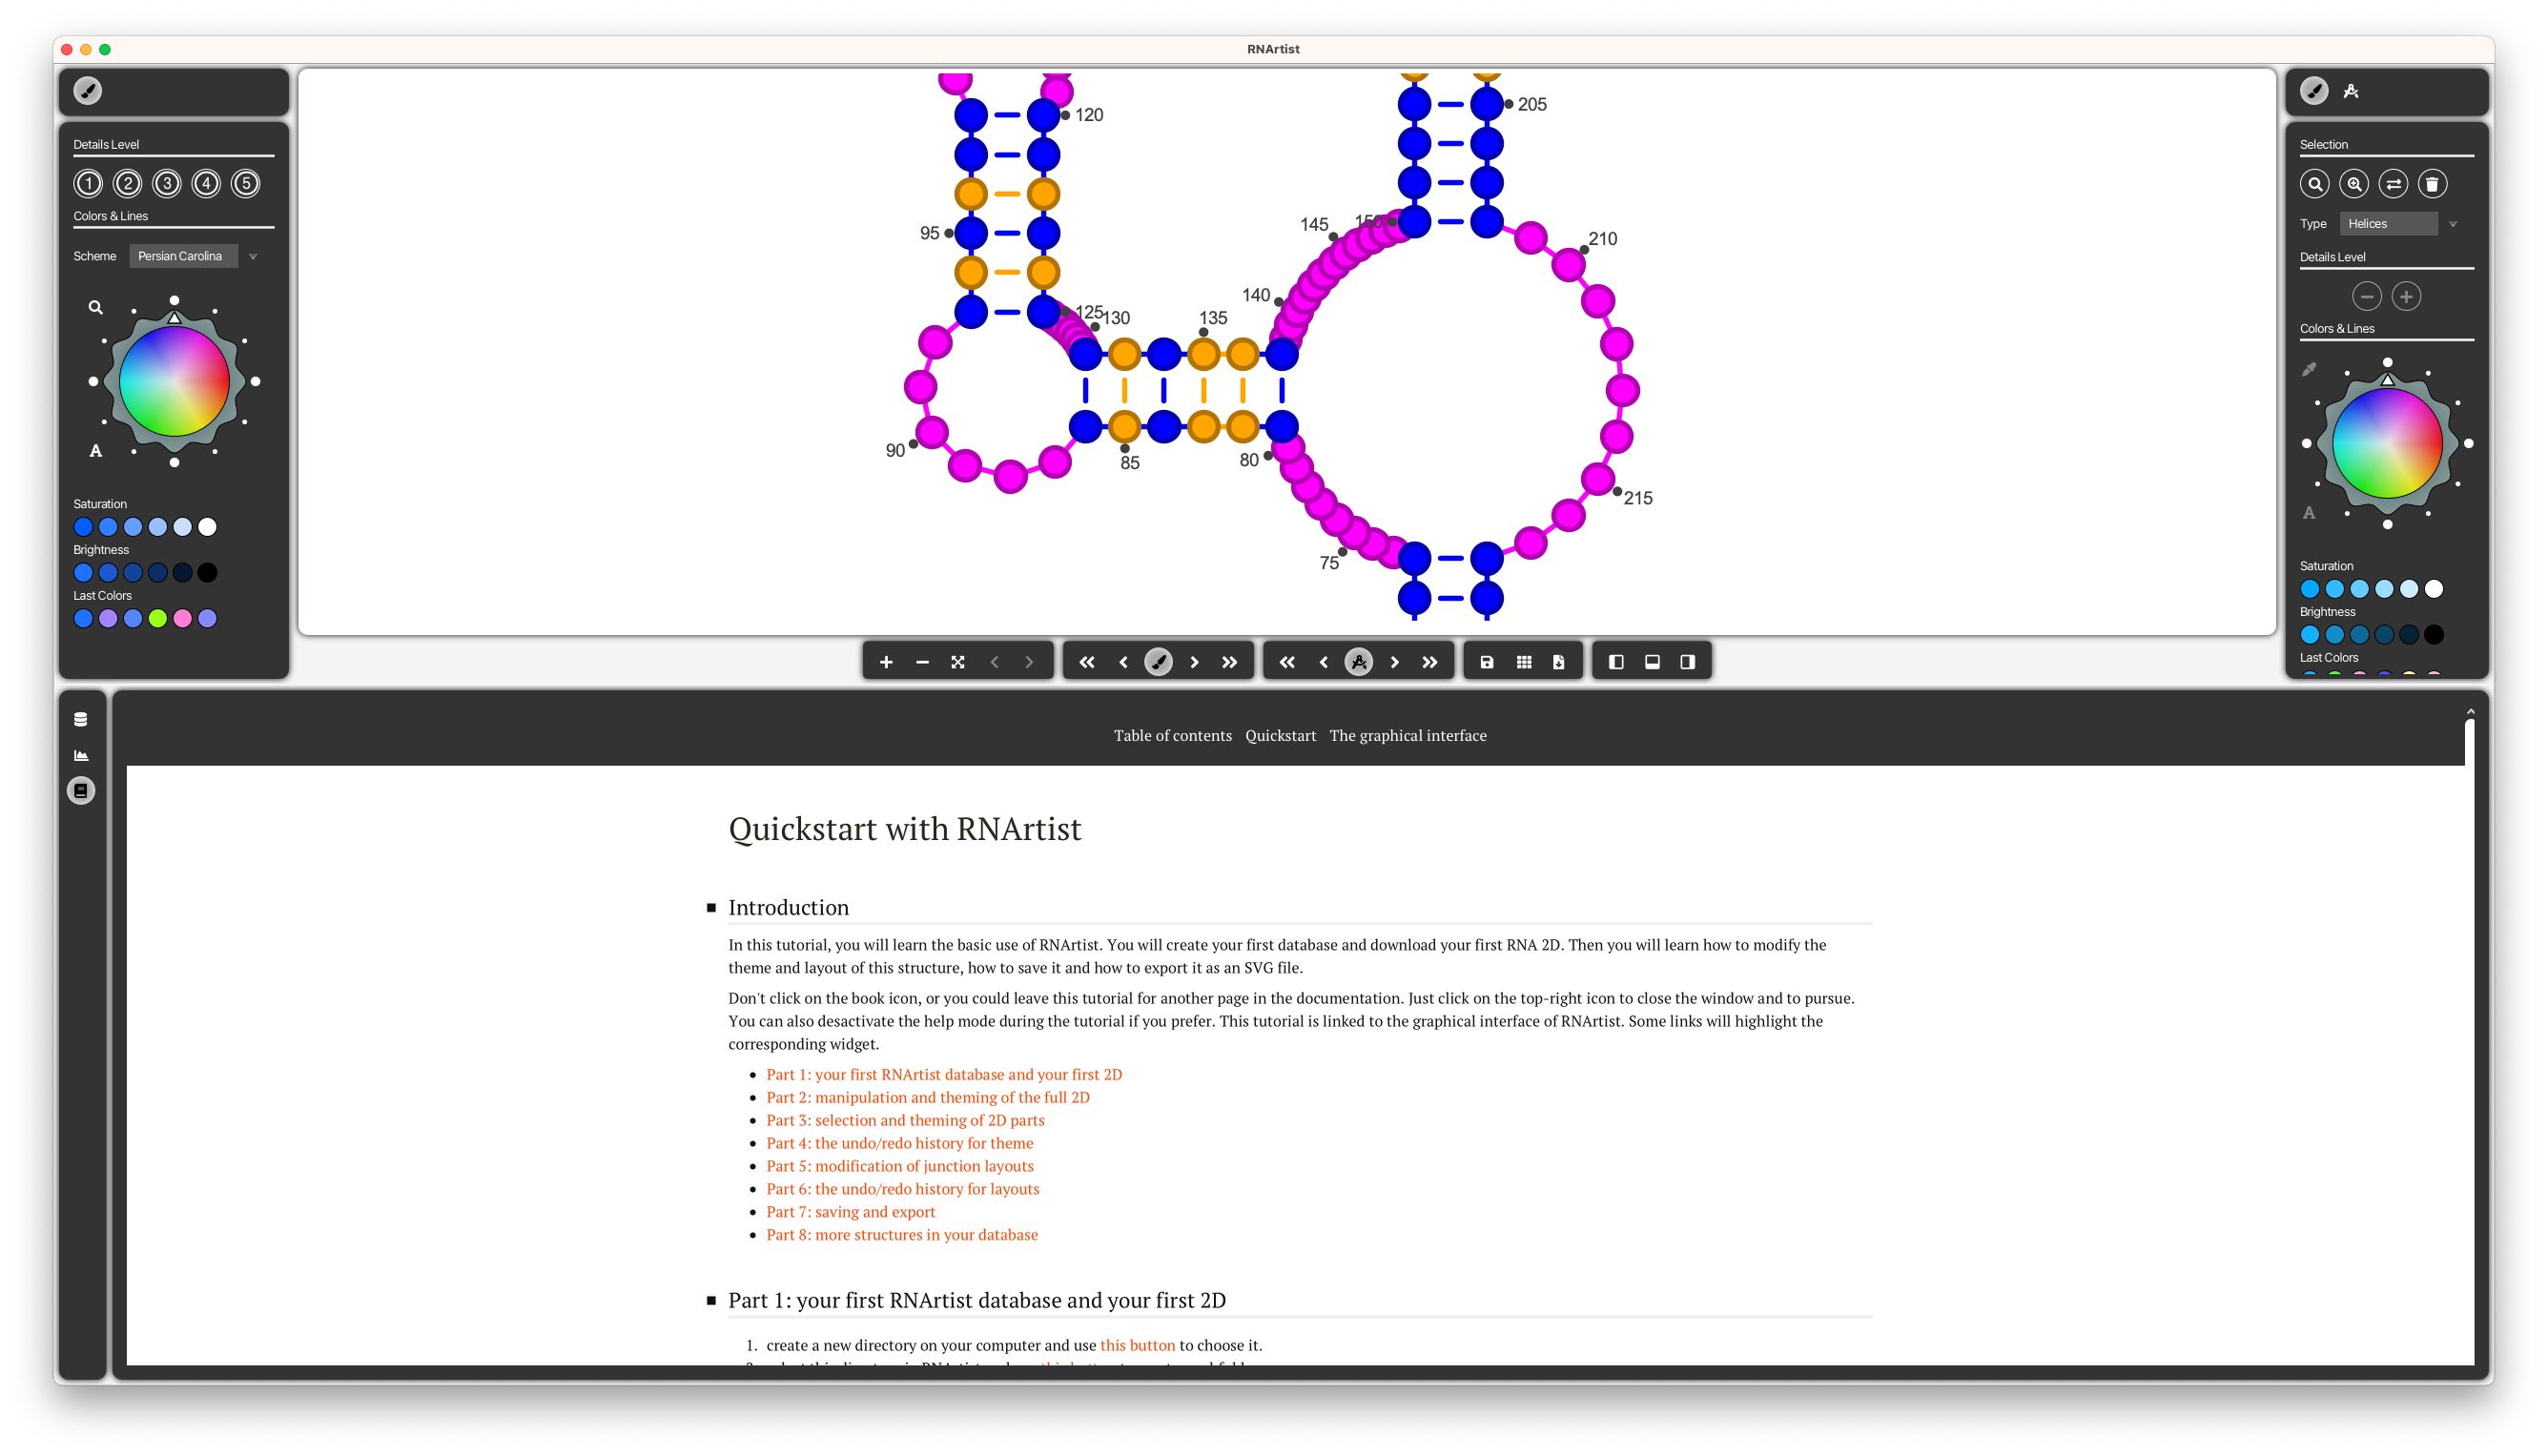 RNArtist
Details Level
1 2 3 4 5
Colors & Lines
Scheme Persian Carolina
A
Saturation
Brightness
Last Colors
120
205
95
145 150
210
140
125 130
135
90
85
80
75
215
Selection
Type Helices
Details Level
Colors & Lines
A
Saturation
Brightness
Last Colors
Table of contents Quickstart The graphical interface
Quickstart with RNArtist
Introduction
In this tutorial, you will learn the basic use of RNArtist. You will create your first database and download your first RNA 2D. Then you will learn how to modify the
theme and layout of this structure, how to save it and how to export it as an SVG file.
Don't click on the book icon, or you could leave this tutorial for another page in the documentation. Just click on the top-right icon to close the window and to pursue.
You can also desactivate the help mode during the tutorial if you prefer. This tutorial is linked to the graphical interface of RNArtist. Some links will highlight the
corresponding widget.
• Part 1: your first RNArtist database and your first 2D
• Part 2: manipulation and theming of the full 2D
• Part 3: selection and theming of 2D parts
• Part 4: the undo/redo history for theme
• Part 5: modification of junction layouts
• Part 6: the undo/redo history for layouts
• Part 7: saving and export
• Part 8: more structures in your database
Part 1: your first RNArtist database and your first 2D
1. create a new directory on your computer and use this button to choose it.